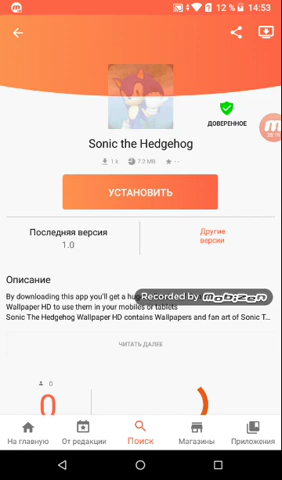 12 % 14:53
ДОВЕРЕННОЕ
Sonic the Hedgehog
1 k 7.2 MB --
УСТАНОВИТЬ
Последняя версия
1.0
Другие
версии
Описание
By downloading this app you'll get a hug
Wallpaper HD to use them in your mobiles or tablets
Recorded by mobizen
Sonic The Hedgehog Wallpaper HD contains Wallpapers and fan art of Sonic T...
ЧИТАТЬ ДАЛЕЕ
0
0
На главную От редакции Поиск Магазины Приложения